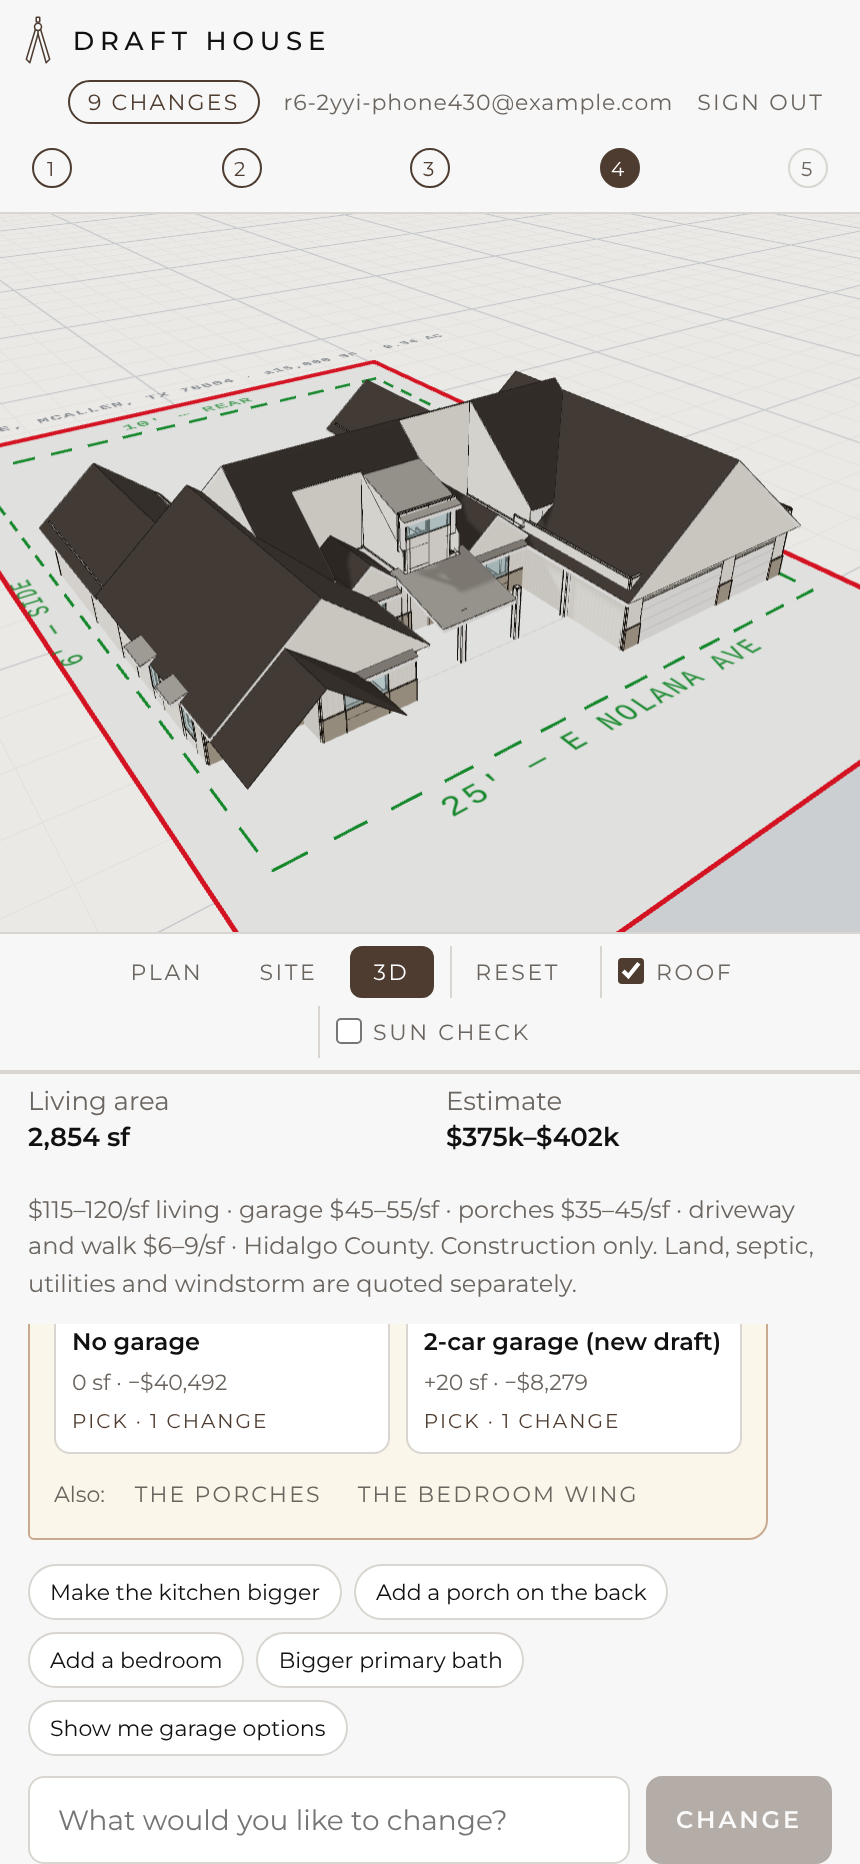 DRAFT HOUSE
9 CHANGES r6-2yyi-phone430@example.com SIGN OUT
1 2 3 4 5
MCALLEN, TX
10' — REAR
SIDE
25' — E NOLANA AVE
PLAN SITE 3D RESET ROOF
SUN CHECK
Living area Estimate
2,854 sf $375k–$402k
$115–120/sf living · garage $45–55/sf · porches $35–45/sf · driveway
and walk $6–9/sf · Hidalgo County. Construction only. Land, septic,
utilities and windstorm are quoted separately.
No garage 2-car garage (new draft)
0 sf · −$40,492 +20 sf · −$8,279
PICK · 1 CHANGE PICK · 1 CHANGE
Also: THE PORCHES THE BEDROOM WING
Make the kitchen bigger Add a porch on the back
Add a bedroom Bigger primary bath
Show me garage options
What would you like to change? CHANGE